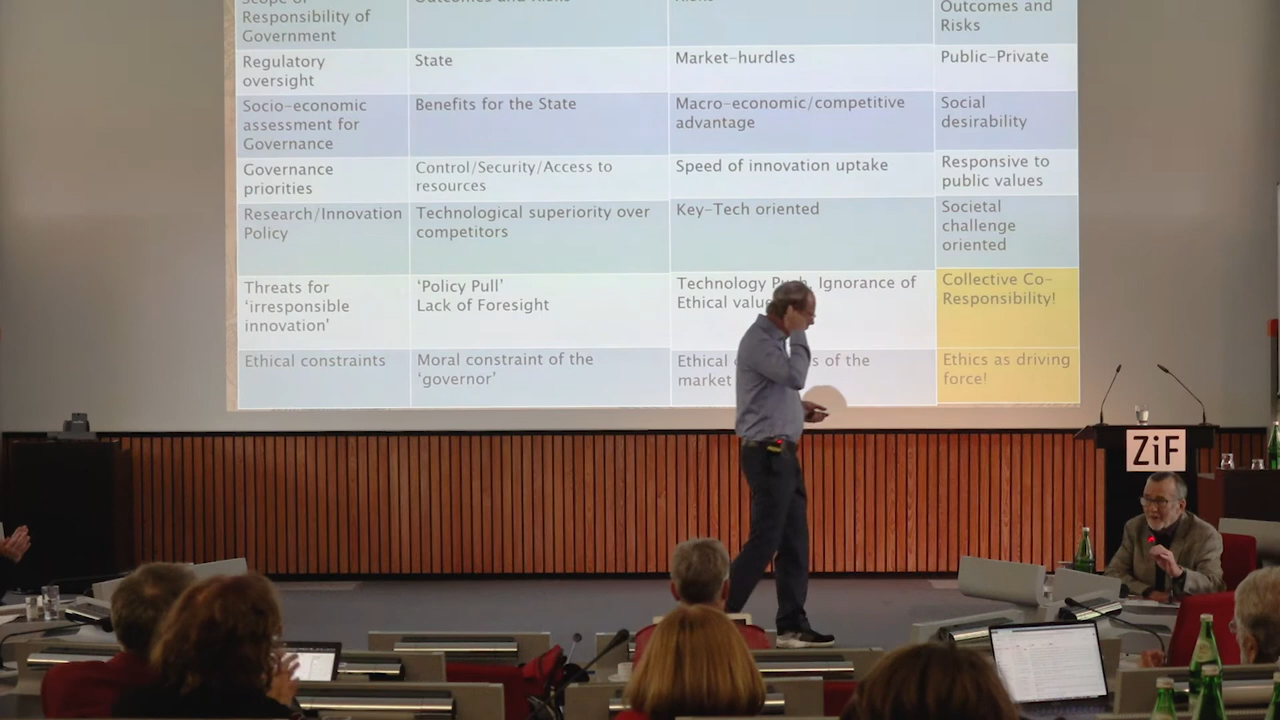 Responsibility of
Government
Outcomes and
Risks
Regulatory
oversight
State
Market-hurdles
Public-Private
Socio-economic
assessment for
Governance
Benefits for the State
Macro-economic/competitive
advantage
Social
desirability
Governance
priorities
Control/Security/Access to
resources
Speed of innovation uptake
Responsive to
public values
Research/Innovation
Policy
Technological superiority over
competitors
Key-Tech oriented
Societal
challenge
oriented
Threats for
‘irresponsible
innovation’
‘Policy Pull’
Lack of Foresight
Technology Ignorance of
Ethical
Collective Co-
Responsibility!
Ethical constraints
Moral constraint of the
‘governor’
Ethical of the
market
Ethics as driving
force!
ZiF